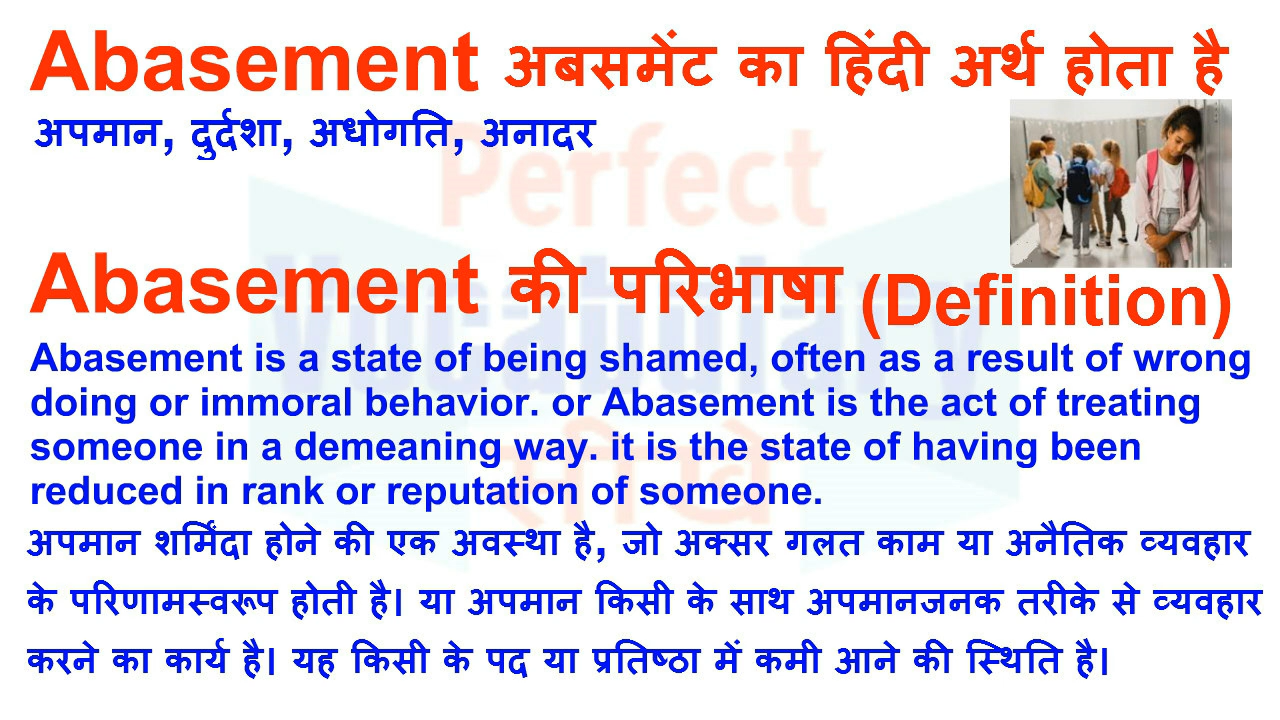 Abasement अबसमेंट का हिंदी अर्थ होता है
अपमान, दुर्दशा, अधोगति, अनादर
Perfect
Abasement की परिभाषा (Definition)
Vocabulary
Abasement is a state of being shamed, often as a result of wrong
doing or immoral behavior. or Abasement is the act of treating
someone in a demeaning way. it is the state of having been
सीखे
reduced in rank or reputation of someone.
अपमान शर्मिंदा होने की एक अवस्था है, जो अक्सर गलत काम या अनैतिक व्यवहार
के परिणामस्वरूप होती है। या अपमान किसी के साथ अपमानजनक तरीके से व्यवहार
करने का कार्य है। यह किसी के पद या प्रतिष्ठा में कमी आने की स्थिति है।